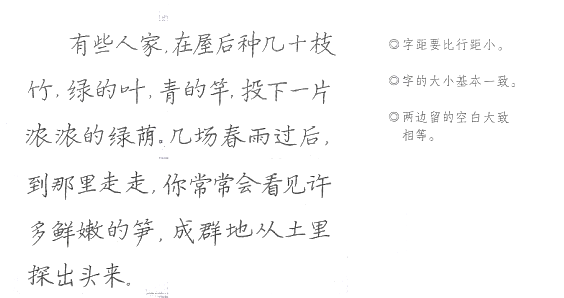 有些人家,在屋后种几十枝
竹,绿的叶,青的竿,投下一片
浓浓的绿荫。几场春雨过后,
到那里走走,你常常会看见许
多鲜嫩的笋,成群地从土里
探出头来。
◎字距要比行距小。
◎字的大小基本一致。
◎两边留的空白大致
相等。